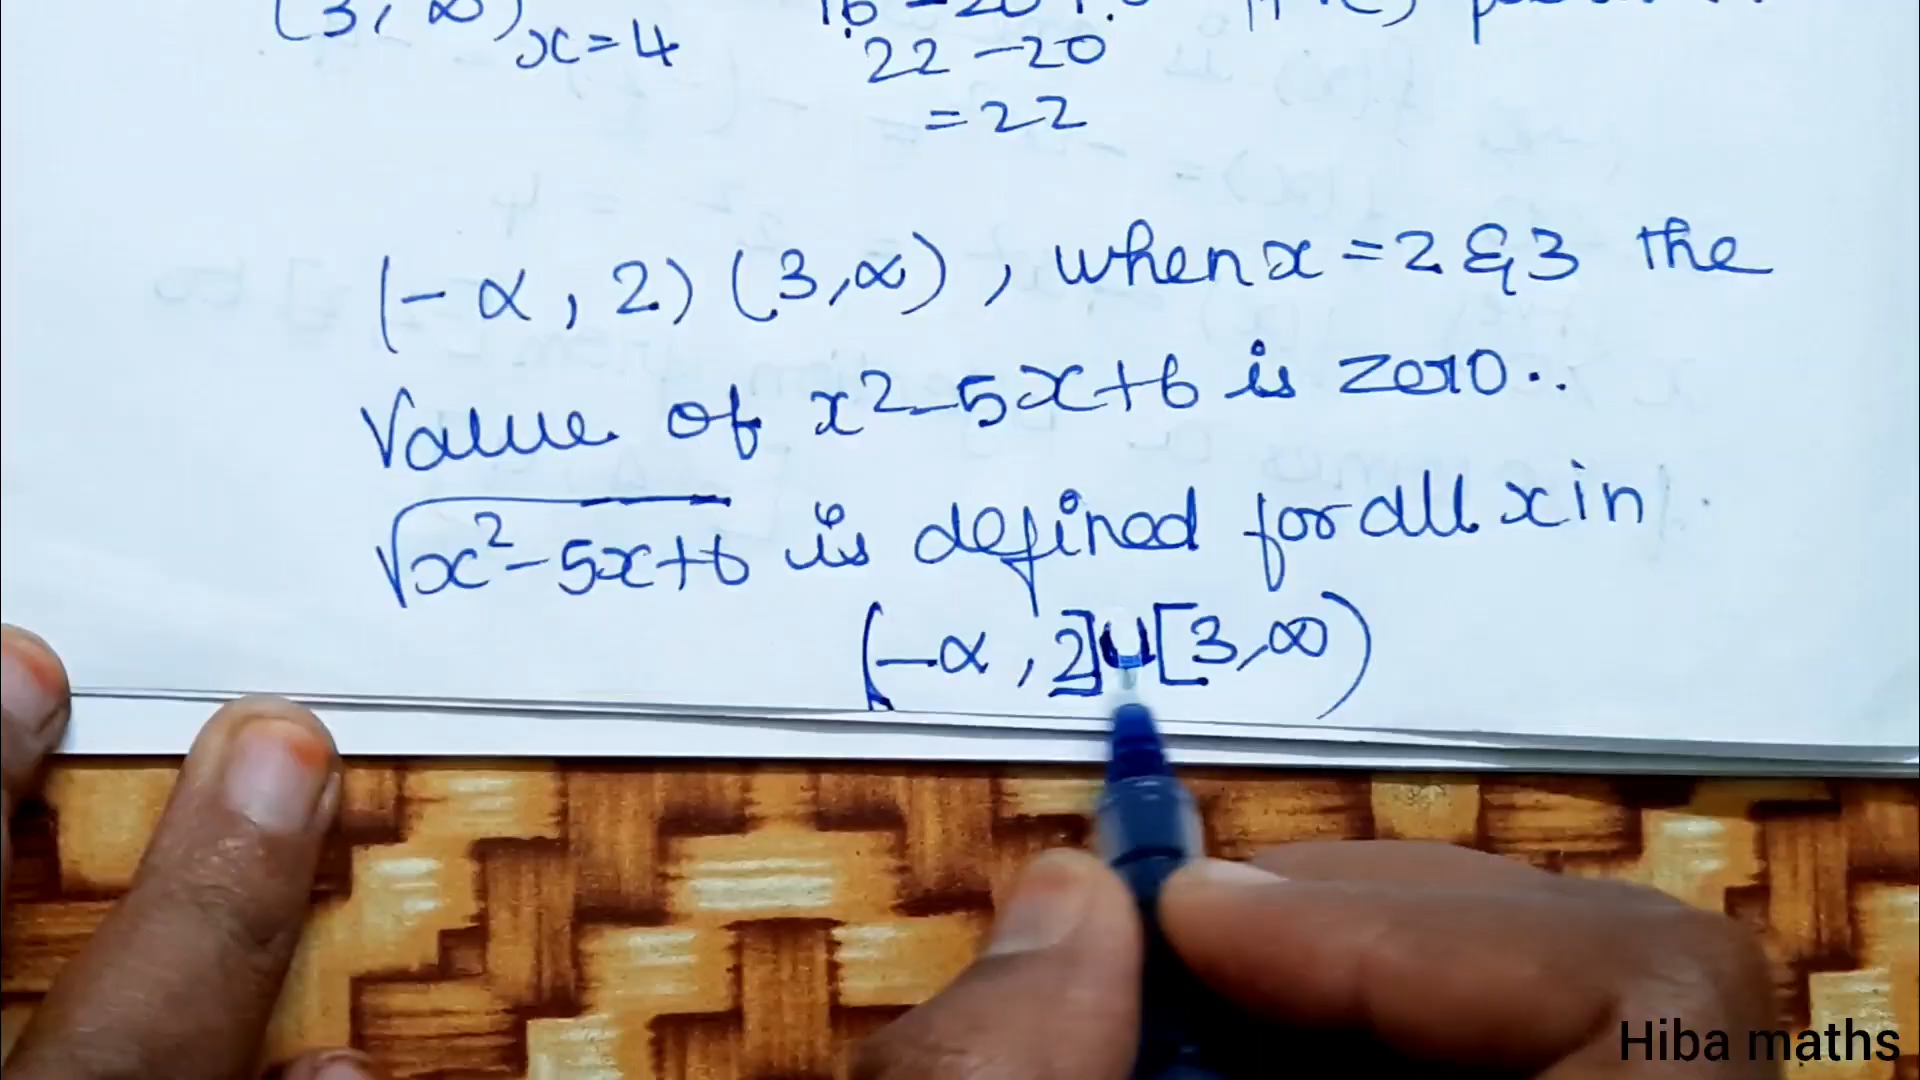 (3, ∞) x=4
22-20
=22
(-α, 2) (3,∞), when x = 2 & 3 the
Value of x²-5x+6 is zero..
√x²-5x+6 is defined for all x in
(-α, 2]∪[3,∞)
Hiba maths